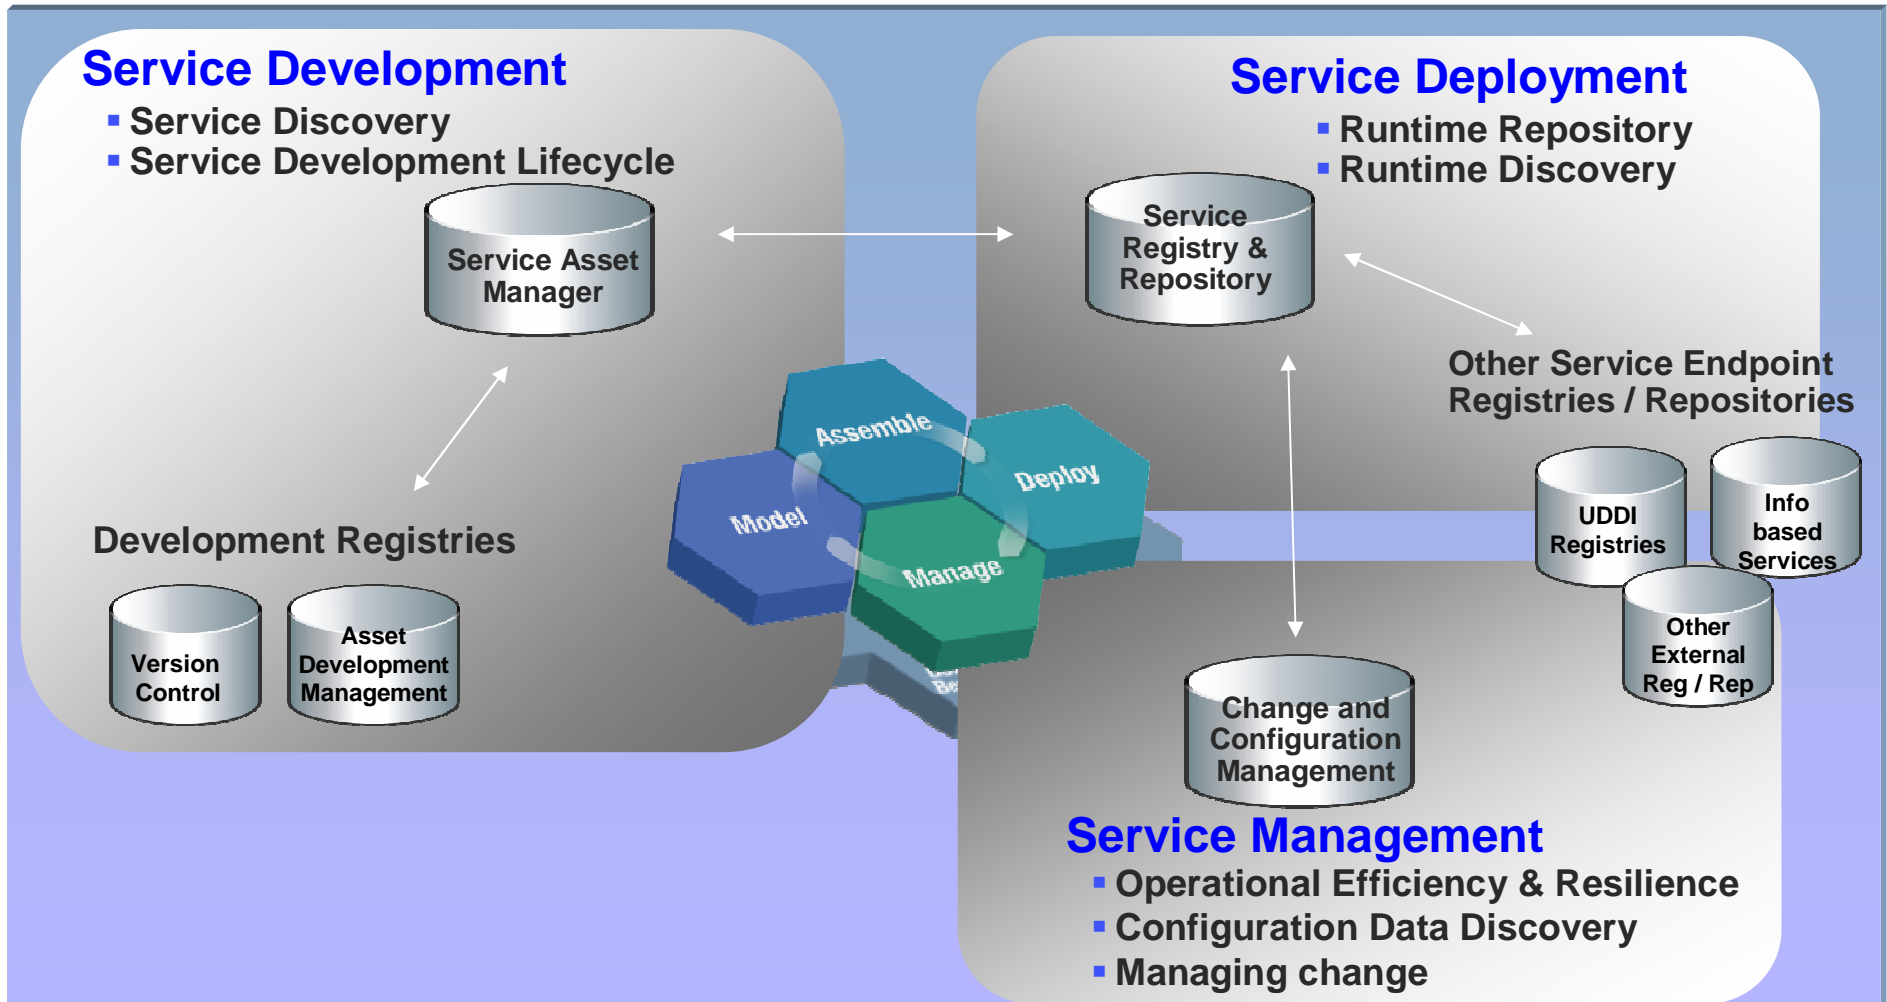 Service Development
▪ Service Discovery
▪ Service Development Lifecycle
Service Asset
Manager
Development Registries
Version
Control
Asset
Development
Management
Service Deployment
▪ Runtime Repository
▪ Runtime Discovery
Service
Registry &
Repository
Other Service Endpoint
Registries / Repositories
UDDI
Registries
Info
based
Services
Other
External
Reg / Rep
Assemble
Deploy
Model
Manage
Change and
Configuration
Management
Service Management
▪ Operational Efficiency & Resilience
▪ Configuration Data Discovery
▪ Managing change